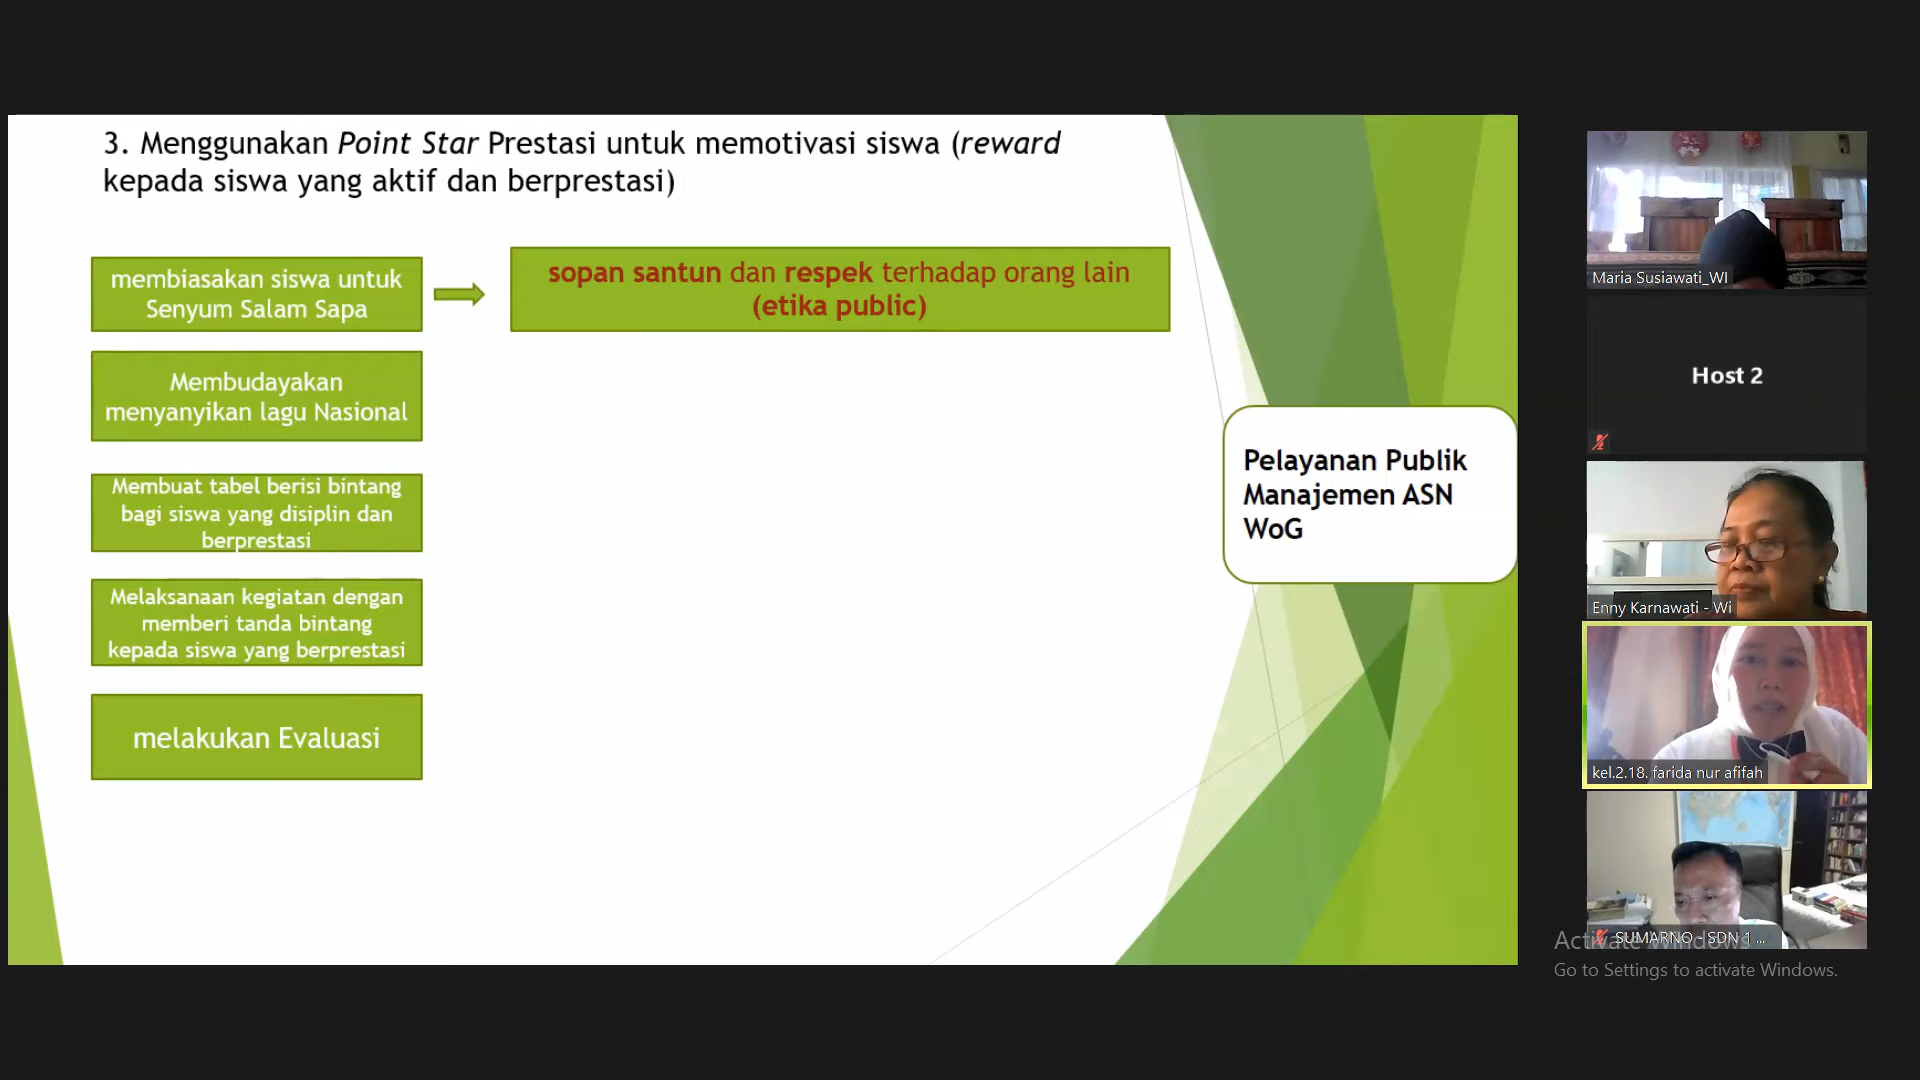 3. Menggunakan Point Star Prestasi untuk memotivasi siswa (reward
kepada siswa yang aktif dan berprestasi)
membiasakan siswa untuk
Senyum Salam Sapa
sopan santun dan respek terhadap orang lain
(etika public)
Membudayakan
menyanyikan lagu Nasional
Membuat tabel berisi bintang
bagi siswa yang disiplin dan
berprestasi
Melaksanaan kegiatan dengan
memberi tanda bintang
kepada siswa yang berprestasi
melakukan Evaluasi
Pelayanan Publik
Manajemen ASN
WoG
Maria Susiawati_WI
Host 2
Enny Karnawati - Wi
kel.2.18. farida nur afifah
SUMARNO - SDN 1 ...
Activate Windows
Go to Settings to activate Windows.